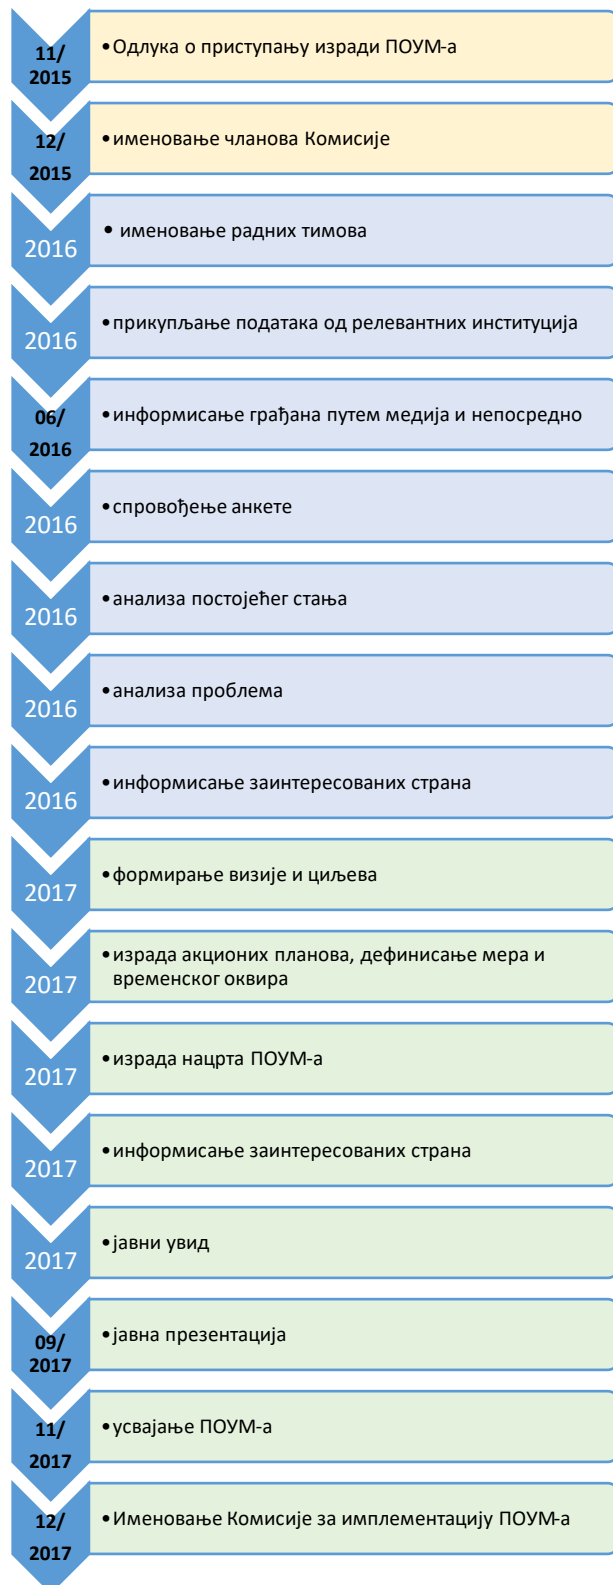 11/
2015
•Одлука о приступању изради ПОУМ-а
12/
2015
•именовање чланова Комисије
2016
• именовање радних тимова
2016
•прикупљање података од релевантних институција
06/
2016
•информисање грађана путем медија и непосредно
2016
•спровођење анкете
2016
•анализа постојећег стања
2016
•анализа проблема
2016
•информисање заинтересованих страна
2017
•формирање визије и циљева
2017
•израда акционих планова, дефинисање мера и
временског оквира
2017
•израда нацрта ПОУМ-а
2017
•информисање заинтересованих страна
2017
•јавни увид
09/
2017
•јавна презентација
11/
2017
•усвајање ПОУМ-а
12/
2017
•Именовање Комисије за имплементацију ПОУМ-а